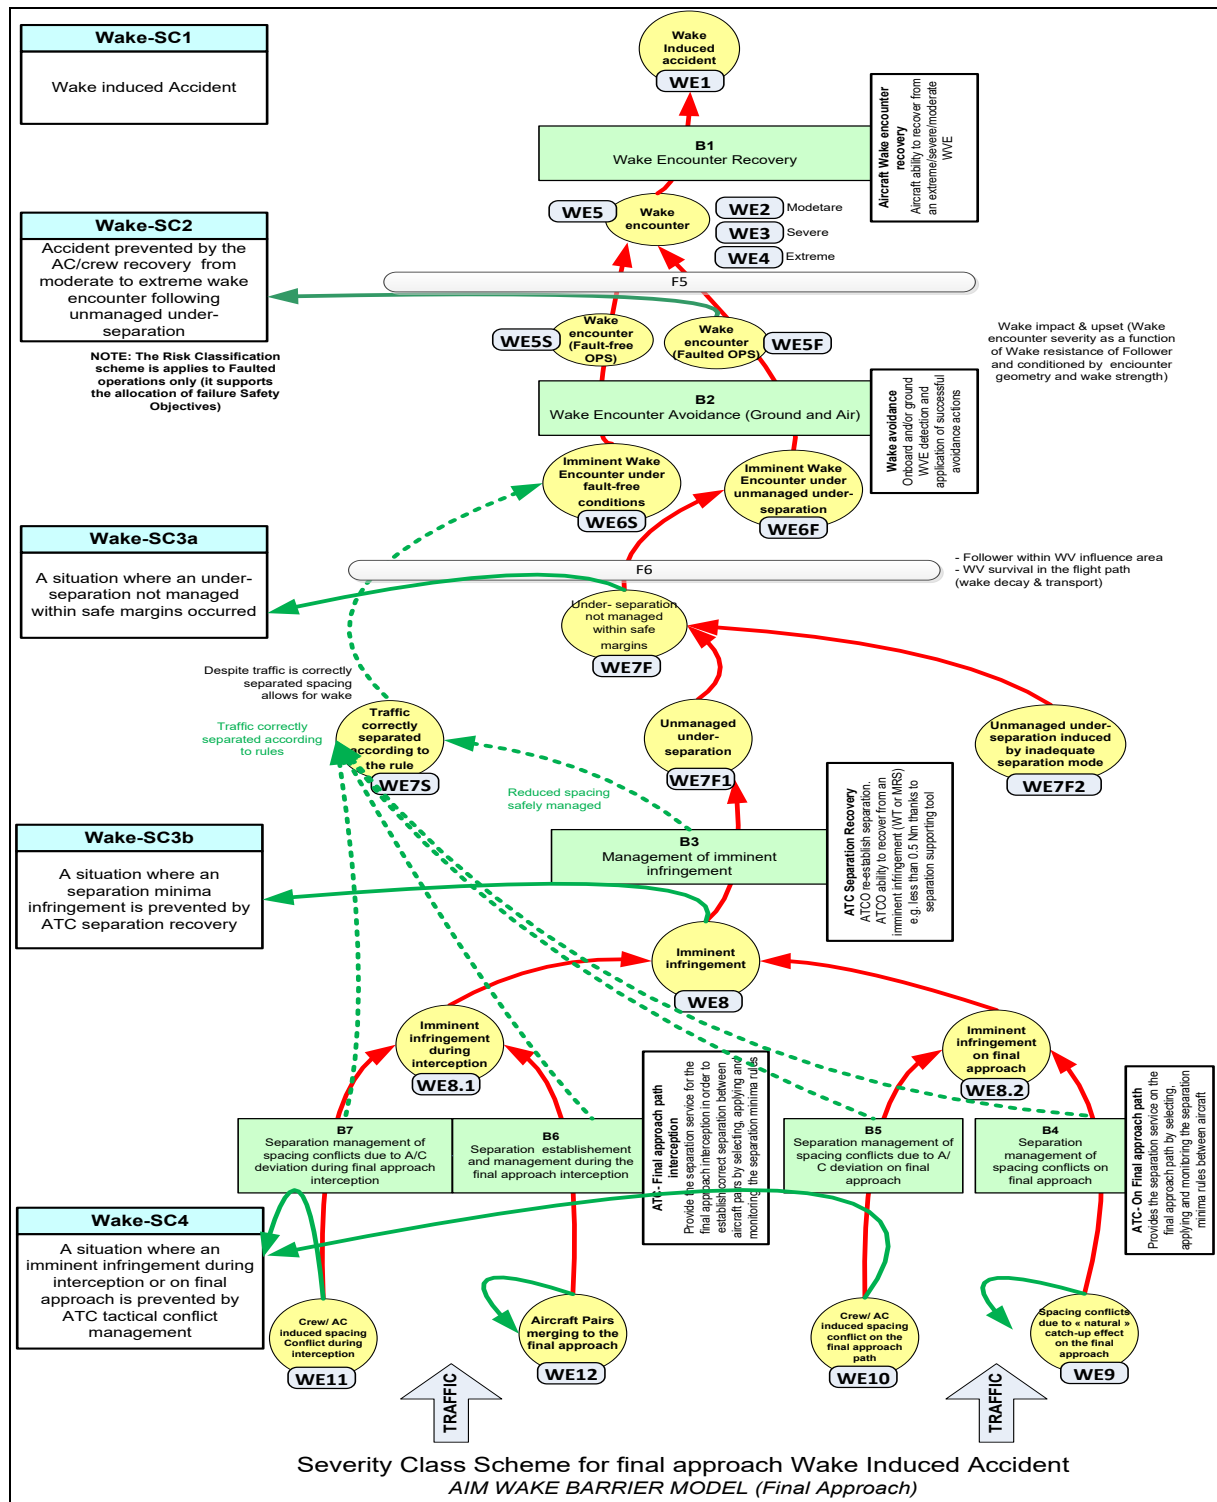 Wake-SC1
Wake induced Accident
Wake
Induced
accident
WE1
B1
Wake Encounter Recovery
Aircraft Wake encounter
recovery
Aircraft ability to recover from
an extreme/severe/moderate
WVE
WE5
Wake
encounter
WE2
Modetare
WE3
Severe
WE4
Extreme
Wake-SC2
Accident prevented by the
AC/crew recovery from
moderate to extreme wake
encounter following
unmanaged under-
separation
F5
NOTE: The Risk Classification
scheme is applies to Faulted
operations only (it supports
the allocation of failure Safety
Objectives)
WE5S
Wake
encounter
(Fault-free
OPS)
Wake
encounter
(Faulted OPS)
WE5F
Wake impact & upset (Wake
encounter severity as a function
of Wake resistance of Follower
and conditioned by enciounter
geometry and wake strength)
B2
Wake Encounter Avoidance (Ground and Air)
Wake avoidance
Onboard and/or ground
WVE detection and
application of successful
avoidance actions
Imminent Wake
Encounter under
fault-free
conditions
WE6S
Imminent Wake
Encounter under
unmanaged under-
separation
WE6F
Wake-SC3a
A situation where an under-
separation not managed
within safe margins occurred
F6
- Follower within WV influence area
- WV survival in the flight path
(wake decay & transport)
Under- separation
not managed
within safe
margins
WE7F
Despite traffic is correctly
separated spacing
allows for wake
Traffic correctly
separated according
to rules
Traffic
correctly
separated
according to
the rule
WE7S
Unmanaged
under-
separation
WE7F1
Unmanaged under-
separation induced
by inadequate
separation mode
WE7F2
Reduced spacing
safely managed
Wake-SC3b
A situation where an
separation minima
infringement is prevented by
ATC separation recovery
B3
Management of imminent
infringement
ATC Separation Recovery
ATCO re-establish separation.
ATCO ability to recover from an
imminent infringement (WT or MRS)
e.g. less than 0.5 Nm thanks to
separation supporting tool
Imminent
infringement
WE8
Imminent
infringement
during
interception
WE8.1
Imminent
infringement
on final
approach
WE8.2
B7
Separation management of
spacing conflicts due to A/C
deviation during final approach
interception
B6
Separation establishement
and management during the
final approach interception
ATC- Final approach path
interception
Provide the separation service for the
final approach interception in order to
establish correct separation between
aircraft pairs by selecting, applying and
monitoring the separation minima rules
B5
Separation management of
spacing conflicts due to A/
C deviation on final
approach
B4
Separation
management of
spacing conflicts on
final approach
ATC- On Final approach path
Provides the separation service on the
final approach path by selecting,
applying and monitoring the separation
minima rules between aircraft
Wake-SC4
A situation where an
imminent infringement during
interception or on final
approach is prevented by
ATC tactical conflict
management
Crew/ AC
induced spacing
Conflict during
interception
WE11
Aircraft Pairs
merging to the
final approach
WE12
Crew/ AC
induced spacing
conflict on the
final approach
path
WE10
Spacing conflicts
due to « natural »
catch-up effect on
the final
approach
WE9
TRAFFIC
TRAFFIC
Severity Class Scheme for final approach Wake Induced Accident
AIM WAKE BARRIER MODEL (Final Approach)